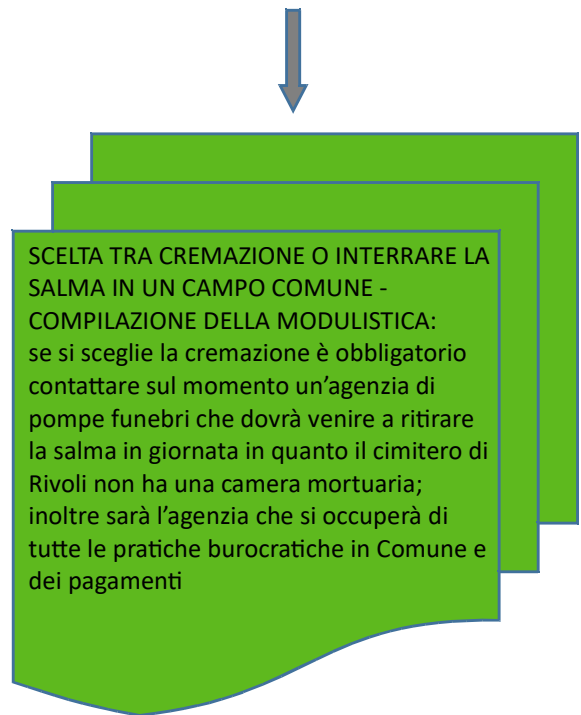 SCELTA TRA CREMAZIONE O INTERRARE LA
SALMA IN UN CAMPO COMUNE -
COMPILAZIONE DELLA MODULISTICA:
se si sceglie la cremazione è obbligatorio
contattare sul momento un’agenzia di
pompe funebri che dovrà venire a ritirare
la salma in giornata in quanto il cimitero di
Rivoli non ha una camera mortuaria;
inoltre sarà l’agenzia che si occuperà di
tutte le pratiche burocratiche in Comune e
dei pagamenti